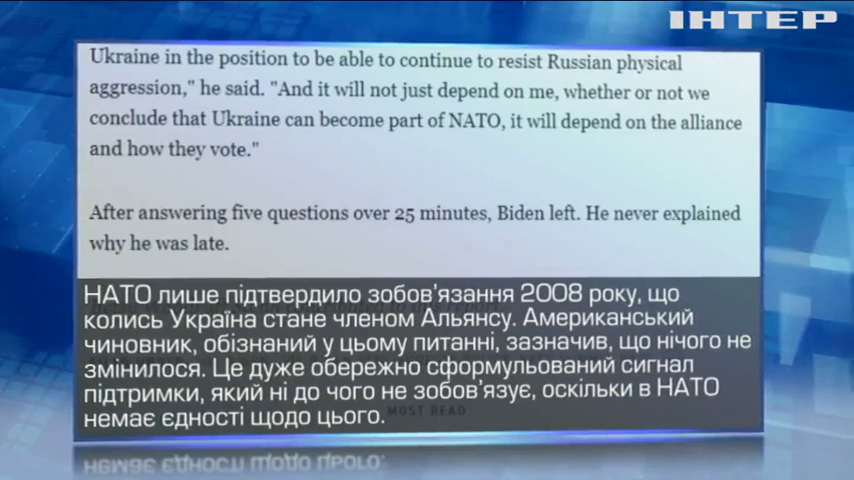 ІНТЕР
Ukraine in the position to be able to continue to resist Russian physical
aggression," he said. "And it will not just depend on me, whether or not we
conclude that Ukraine can become part of NATO, it will depend on the alliance
and how they vote."
After answering five questions over 25 minutes, Biden left. He never explained
why he was late.
НАТО лише підтвердило зобов'язання 2008 року, що
колись Україна стане членом Альянсу. Американський
чиновник, обізнаний у цьому питанні, зазначив, що нічого не
змінилося. Це дуже обережно сформульований сигнал
підтримки, який ні до чого не зобов'язує, оскільки в НАТО
MOST READ
немає єдності щодо цього.